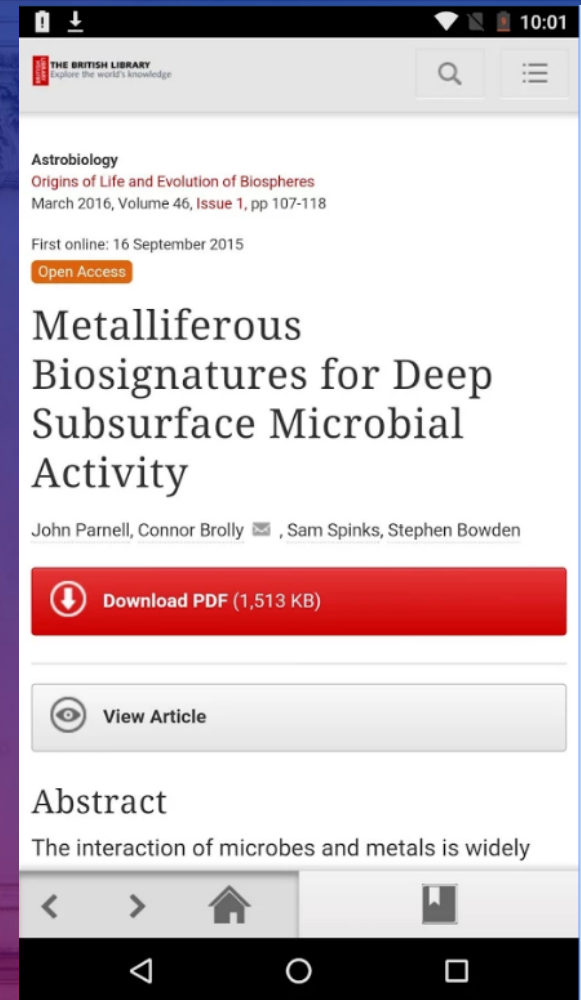 10:01
THE BRITISH LIBRARY
Explore the world's knowledge
Astrobiology
Origins of Life and Evolution of Biospheres
March 2016, Volume 46, Issue 1, pp 107-118
First online: 16 September 2015
Open Access
Metalliferous
Biosignatures for Deep
Subsurface Microbial
Activity
John Parnell, Connor Brolly , Sam Spinks, Stephen Bowden
Download PDF (1,513 KB)
View Article
Abstract
The interaction of microbes and metals is widely